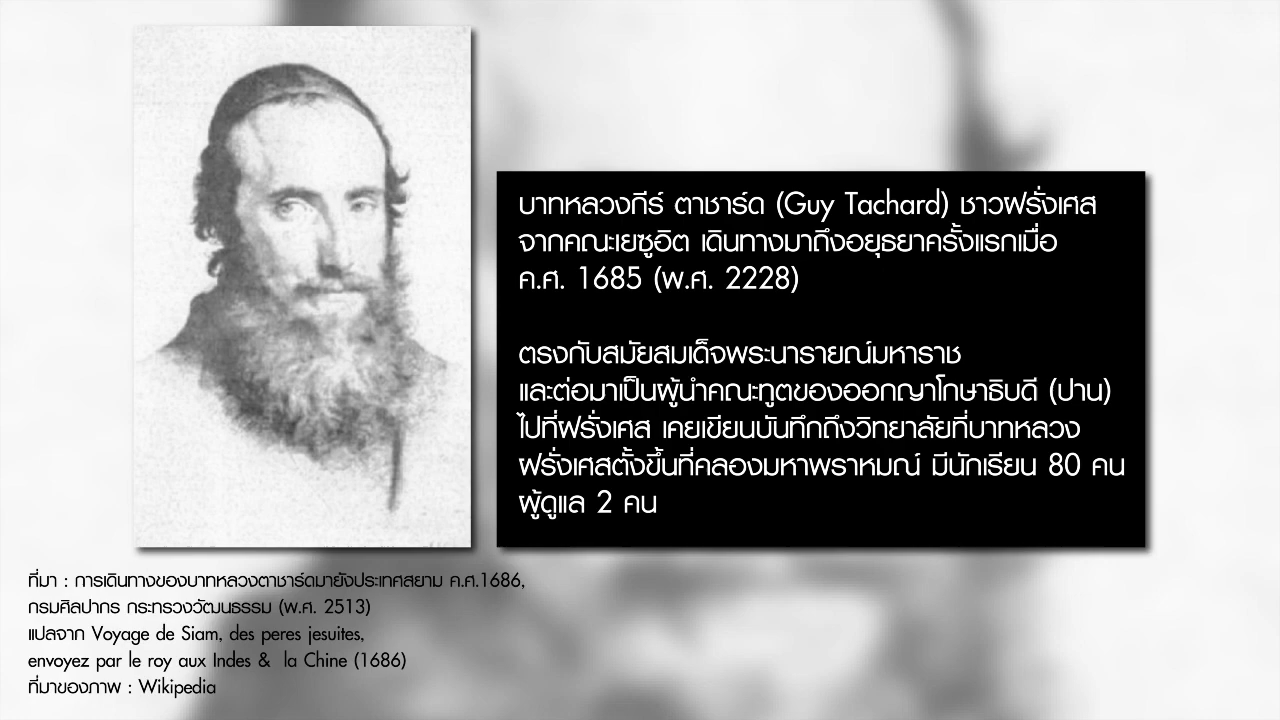 บาทหลวงกีร์ ตาชาร์ด (Guy Tachard) ชาวฝรั่งเศส
จากคณะเยซูอิต เดินทางมาถึงอยุธยาครั้งแรกเมื่อ
ค.ศ. 1685 (พ.ศ. 2228)
ตรงกับสมัยสมเด็จพระนารายณ์มหาราช
และต่อมาเป็นผู้นำคณะทูตของออกญาโกษาธิบดี (ปาน)
ไปที่ฝรั่งเศส เคยเขียนบันทึกถึงวิทยาลัยที่บาทหลวง
ฝรั่งเศสตั้งขึ้นที่คลองมหาพราหมณ์ มีนักเรียน 80 คน
ผู้ดูแล 2 คน
ที่มา : การเดินทางของบาทหลวงตาชาร์ดมายังประเทศสยาม ค.ศ.1686,
กรมศิลปากร กระทรวงวัฒนธรรม (พ.ศ. 2513)
แปลจาก Voyage de Siam, des peres jesuites,
envoyez par le roy aux Indes & la Chine (1686)
ที่มาของภาพ : Wikipedia